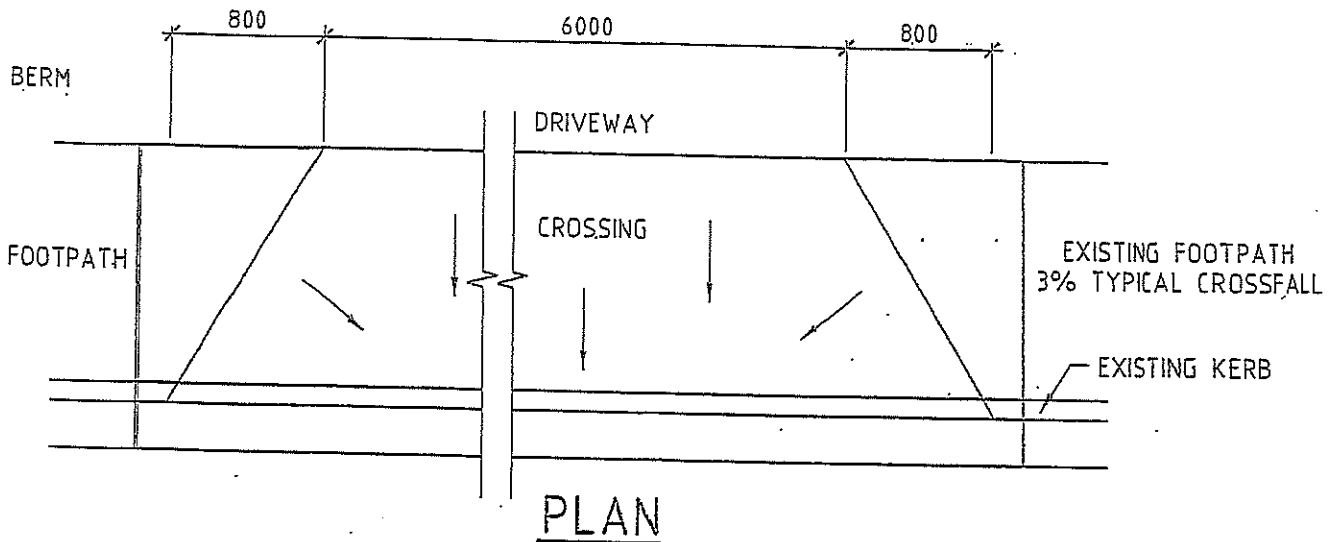 800
6000
800
BERM
DRIVEWAY
CROSSING
FOOTPATH
EXISTING FOOTPATH
3% TYPICAL CROSSFALL
EXISTING KERB
PLAN